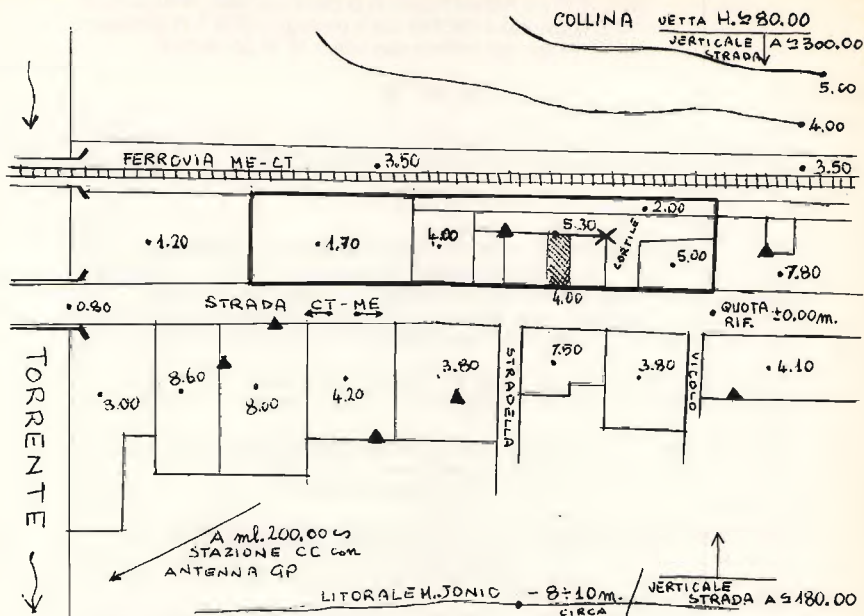 COLLINA VETTA H.≅80.00
VERTICALE STRADA A≅300.00
5.00
4.00
FERROVIA ME-CT
3.50
3.50
2.00
1.20
1.70
4.00
5.30
CORTILE
5.00
7.80
0.80
STRADA CT-ME
4.00
QUOTA RIF. ±0.00m.
TORRENTE
3.00
8.60
8.00
4.20
3.80
STRADELLA
7.50
3.80
VICOLO
4.10
A ml. 200.00
STAZIONE CC con
ANTENNA GP
LITORALE M. JONIO -8÷10m.
CIRCA
VERTICALE
STRADA A≅180.00